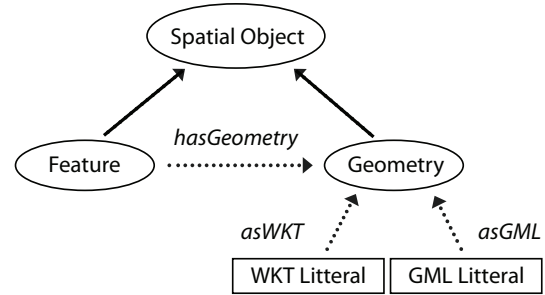 Spatial Object
hasGeometry
Feature
Geometry
asWKT
asGML
WKT Litteral
GML Litteral